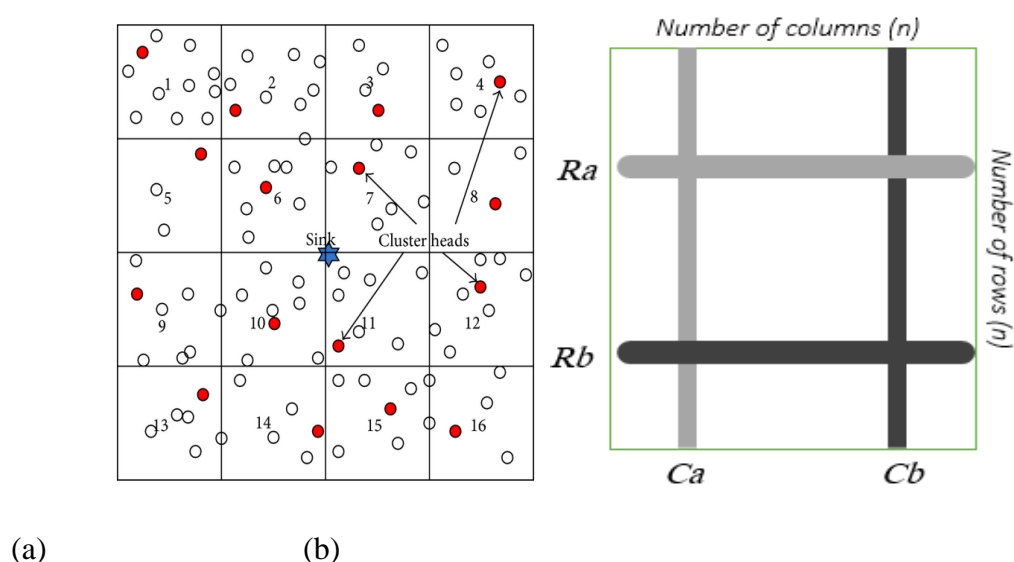 1
2
3
4
5
6
7
8
Sink
Cluster heads
9
10
11
12
13
14
15
16
Number of columns (n)
Ra
Rb
Number of rows (n)
Ca
Cb
(a)
(b)